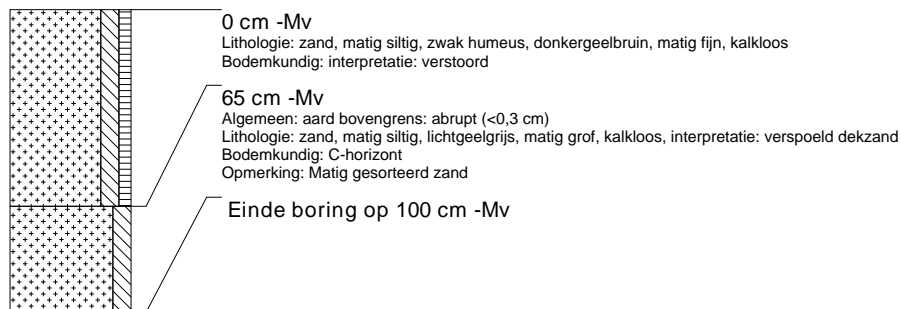 0 cm -Mv
Lithologie: zand, matig siltig, zwak humeus, donkergeelbruin, matig fijn, kalkloos
Bodemkundig: interpretatie: verstoord
65 cm -Mv
Algemeen: aard bovengrens: abrupt (<0,3 cm)
Lithologie: zand, matig siltig, lichtgeelgrijs, matig grof, kalkloos, interpretatie: verspoeld dekzand
Bodemkundig: C-horizont
Opmerking: Matig gesorteerd zand
Einde boring op 100 cm -Mv